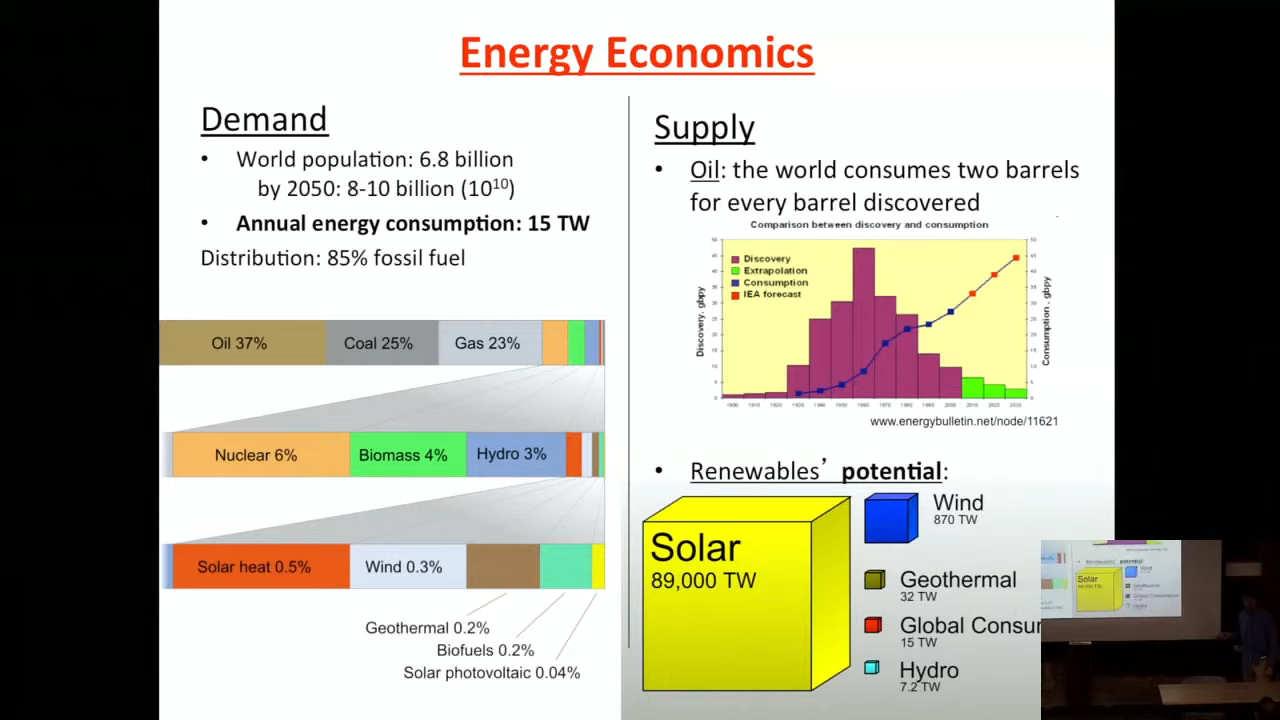 Energy Economics
Demand
• World population: 6.8 billion
by 2050: 8-10 billion (10¹⁰)
• Annual energy consumption: 15 TW
Distribution: 85% fossil fuel
Oil 37%
Coal 25%
Gas 23%
Nuclear 6%
Biomass 4%
Hydro 3%
Solar heat 0.5%
Wind 0.3%
Geothermal 0.2%
Biofuels 0.2%
Solar photovoltaic 0.04%
Supply
• Oil: the world consumes two barrels
for every barrel discovered
Comparison between discovery and consumption
Discovery
Extrapolation
Consumption
IEA forecast
Discovery. gbpy
Consumption . gbpy
www.energybulletin.net/node/11621
• Renewables’ potential:
Solar
89,000 TW
Wind
870 TW
Geothermal
32 TW
Global Consur
15 TW
Hydro
7.2 TW